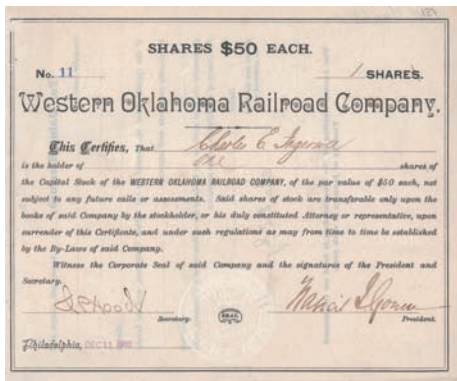 SHARES $50 EACH.
No. 11 1 SHARES.
Western Oklahoma Railroad Company.
This Certifies, That Charles E. Ingersoll
is the holder of One shares of
the Capital Stock of the WESTERN OKLAHOMA RAILROAD COMPANY, of the par value of $50 each, not
subject to any future calls or assessments. Said shares of stock are transferable only upon the
books of said Company by the stockholder, or his duly constituted Attorney or representative, upon
surrender of this Certificate, and under such regulations as may from time to time be established
by the By-Laws of said Company.
Witness the Corporate Seal of said Company and the signatures of the President and
Secretary.
Secretary. SEAL President.
Philadelphia, DEC 11